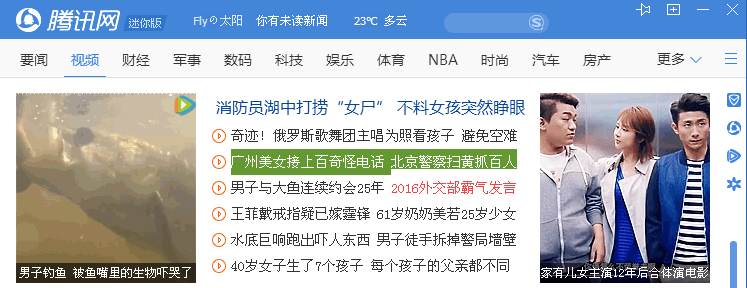 腾讯网 迷你版 Fly の太阳 你有未读新闻 23℃ 多云
要闻 视频 财经 军事 数码 科技 娱乐 体育 NBA 时尚 汽车 房产 更多
消防员湖中打捞“女尸” 不料女孩突然睁眼
奇迹！俄罗斯歌舞团主唱为照看孩子 避免空难
广州美女接上百奇怪电话 北京警察扫黄抓百人
男子与大鱼连续约会25年 2016外交部霸气发言
王菲戴戒指疑已嫁霆锋 61岁奶奶美若25岁少女
水底巨响跑出吓人东西 男子徒手拆掉警局墙壁
40岁女子生了7个孩子 每个孩子的父亲都不同
男子钓鱼 被鱼嘴里的生物吓哭了
家有儿女主演12年后合体演电影